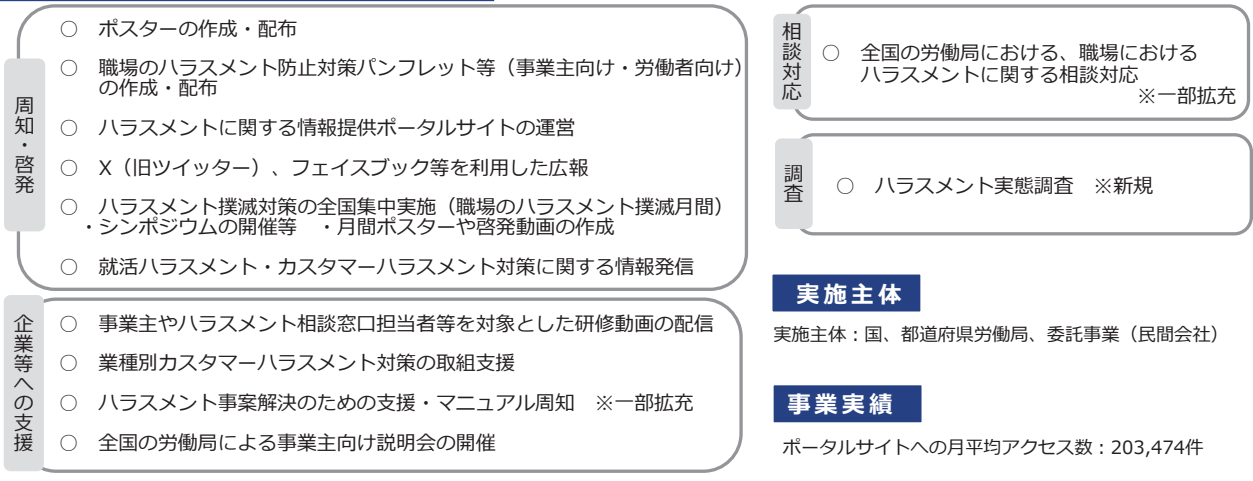 周知・啓発
○　ポスターの作成・配布
○　職場のハラスメント防止対策パンフレット等（事業主向け・労働者向け）
の作成・配布
○　ハラスメントに関する情報提供ポータルサイトの運営
○　X（旧ツイッター）、フェイスブック等を利用した広報
○　ハラスメント撲滅対策の全国集中実施（職場のハラスメント撲滅月間）
・シンポジウムの開催等　・月間ポスターや啓発動画の作成
○　就活ハラスメント・カスタマーハラスメント対策に関する情報発信
企業等への支援
○　事業主やハラスメント相談窓口担当者等を対象とした研修動画の配信
○　業種別カスタマーハラスメント対策の取組支援
○　ハラスメント事案解決のための支援・マニュアル周知　※一部拡充
○　全国の労働局による事業主向け説明会の開催
相談対応
○　全国の労働局における、職場における
ハラスメントに関する相談対応
※一部拡充
調査
○　ハラスメント実態調査　※新規
実施主体
実施主体：国、都道府県労働局、委託事業（民間会社）
事業実績
ポータルサイトへの月平均アクセス数：203,474件